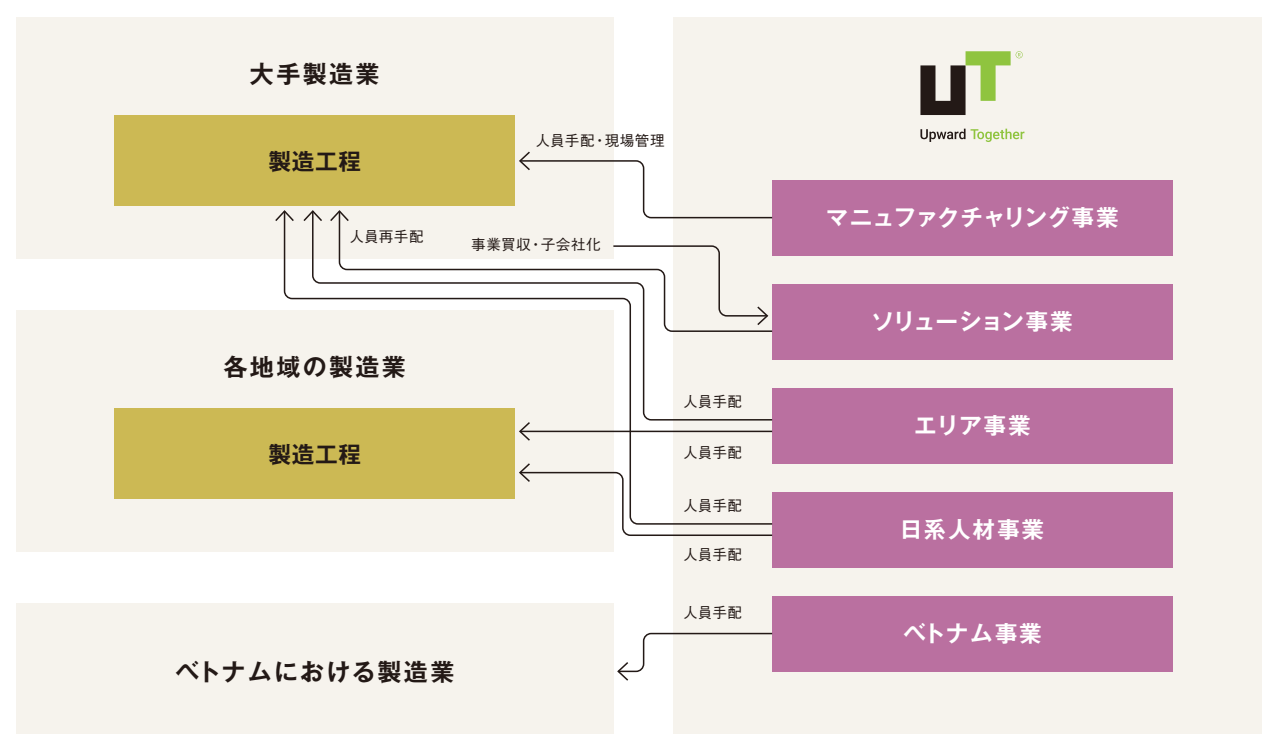 大手製造業
製造工程
人員手配・現場管理
人員再手配
事業買収・子会社化
各地域の製造業
製造工程
ベトナムにおける製造業
UT®
Upward Together
マニュファクチャリング事業
ソリューション事業
人員手配
エリア事業
人員手配
人員手配
日系人材事業
人員手配
人員手配
ベトナム事業